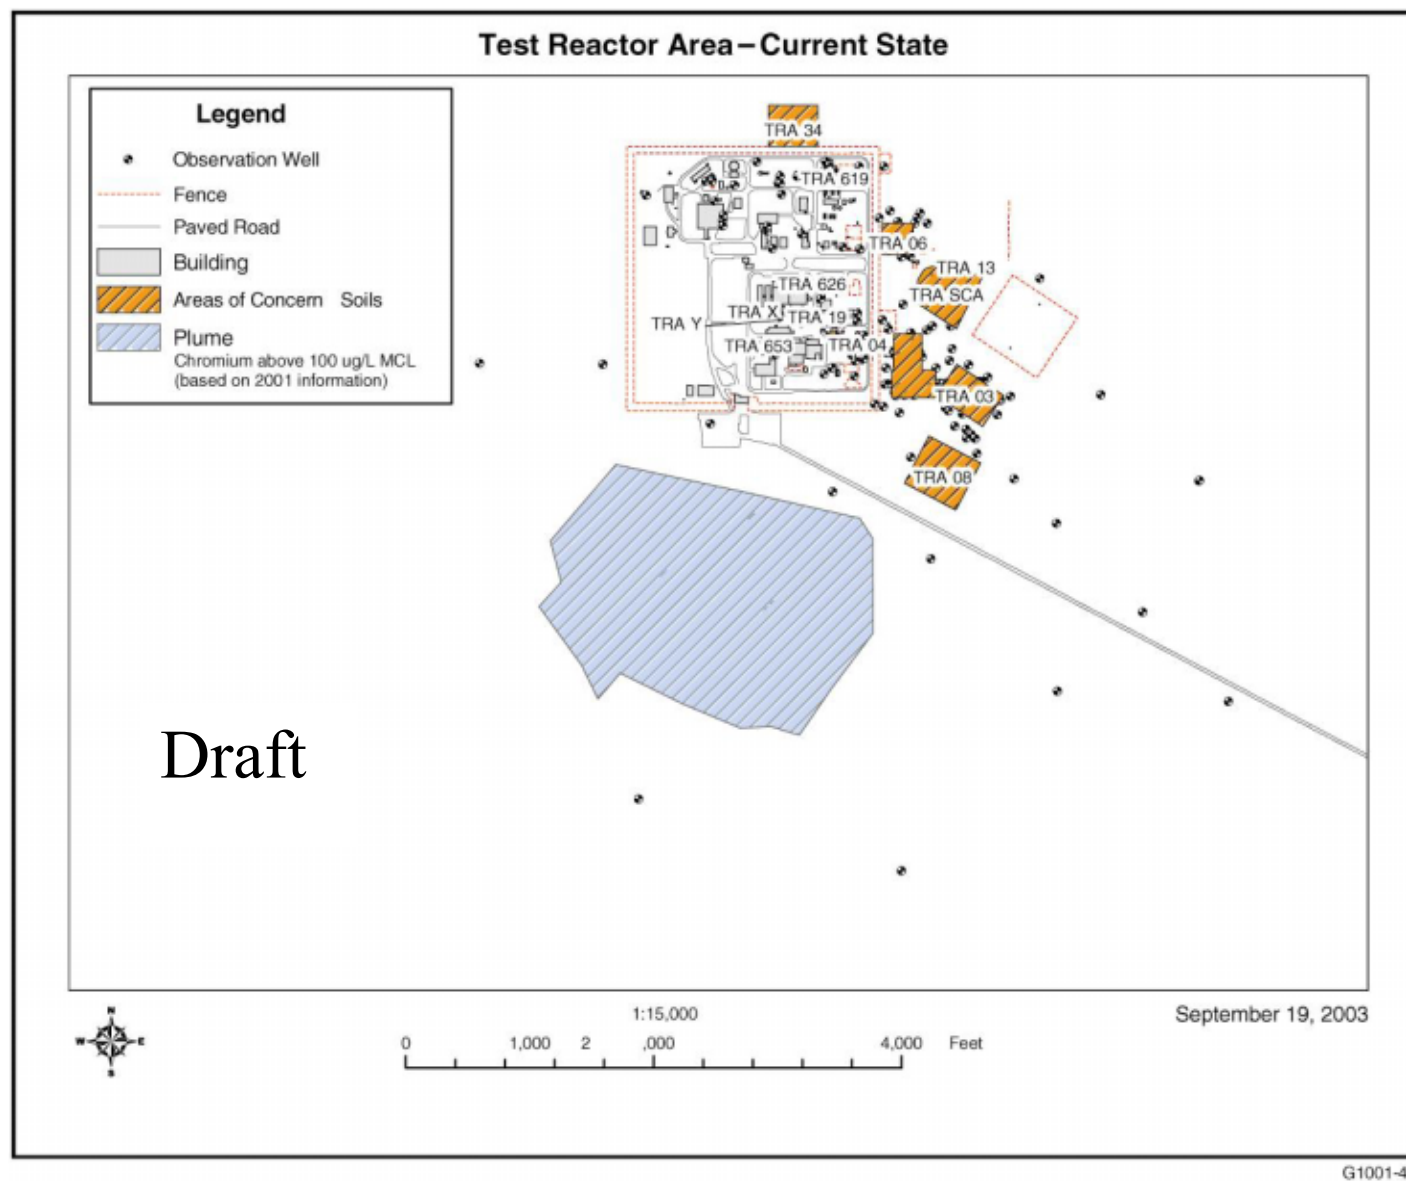 Test Reactor Area – Current State
Legend
Observation Well
Fence
Paved Road
Building
Areas of Concern Soils
Plume
Chromium above 100 ug/L MCL
(based on 2001 information)
TRA 34
TRA 619
TRA 06
TRA 13
TRA 626
TRA SCA
TRA X
TRA 19
TRA Y
TRA 653
TRA 04
TRA 03
TRA 08
Draft
N
W E
S
1:15,000
September 19, 2003
0 1,000 2 ,000 4,000 Feet
G1001-4